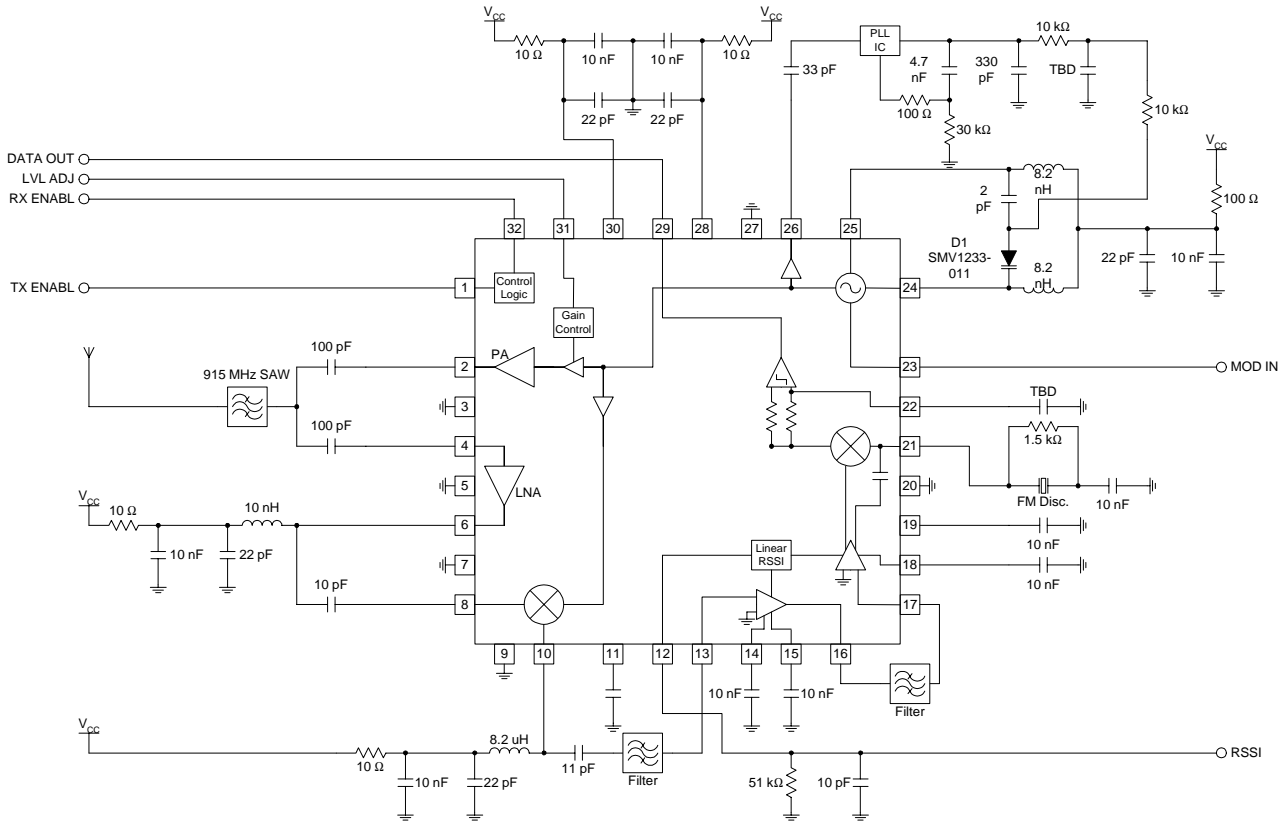 VCC
VCC
10 Ω
10 nF
10 nF
10 Ω
22 pF
22 pF
33 pF
PLL
IC
4.7
nF
330
pF
10 kΩ
TBD
100 Ω
30 kΩ
10 kΩ
VCC
DATA OUT
LVL ADJ
RX ENABL
8.2
nH
2
pF
100 Ω
32
31
30
29
28
27
26
25
D1
SMV1233-
011
8.2
nH
22 pF
10 nF
TX ENABL
1
Control
Logic
24
Gain
Control
100 pF
2
PA
23
MOD IN
915 MHz SAW
3
22
TBD
100 pF
4
21
1.5 kΩ
LNA
5
20
FM Disc.
10 nF
VCC
10 Ω
10 nH
6
19
10 nF
10 nF
22 pF
Linear
RSSI
7
18
10 nF
10 pF
8
17
9
10
11
12
13
14
15
16
10 nF
10 nF
Filter
VCC
8.2 uH
10 Ω
11 pF
Filter
RSSI
10 nF
22 pF
51 kΩ
10 pF